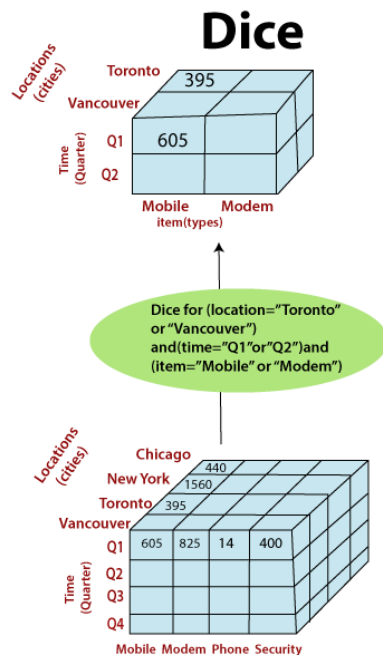 Dice
Locations
(cities)
Toronto
395
Vancouver
Time
(Quarter)
Q1
605
Q2
Mobile Modem
item(types)
Dice for (location="Toronto"
or "Vancouver")
and(time="Q1"or"Q2")and
(item="Mobile" or "Modem")
Locations
(cities)
Chicago
440
New York
1560
Toronto
395
Vancouver
Time
(Quarter)
Q1
605 825 14 400
Q2
Q3
Q4
Mobile Modem Phone Security